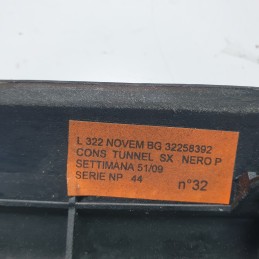 L 322 NOVEM BG 32258392
CONS TUNNEL SX NERO P
SETTIMANA 51/09
SERIE NP 44 n°32